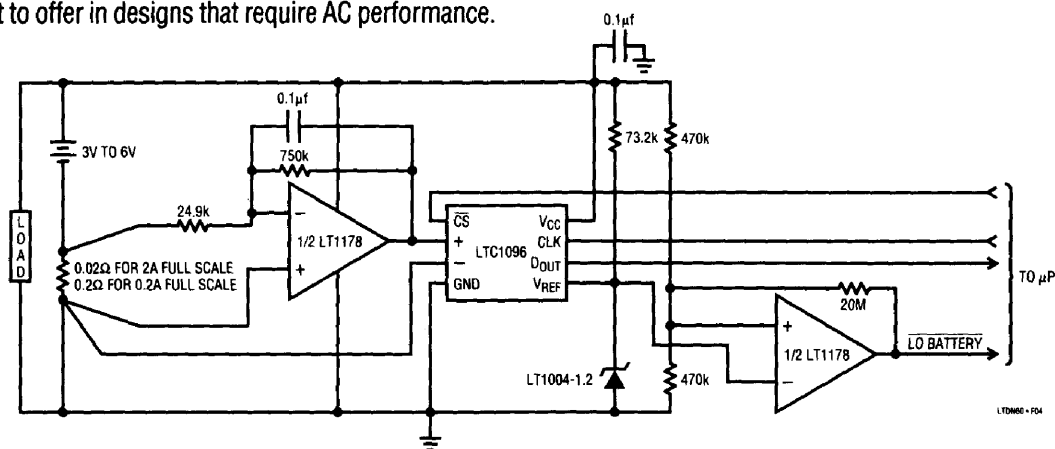 t to offer in designs that require AC performance.
0.1µf
0.1µf
73.2k
470k
3V TO 6V
750k
24.9k
LOAD
1/2 LT1178
−
+
0.02Ω FOR 2A FULL SCALE
0.2Ω FOR 0.2A FULL SCALE
CS
+
−
GND
LTC1096
VCC
CLK
DOUT
VREF
TO µP
20M
+
1/2 LT1178
−
LO BATTERY
LT1004-1.2
470k
LTDN60 • F04